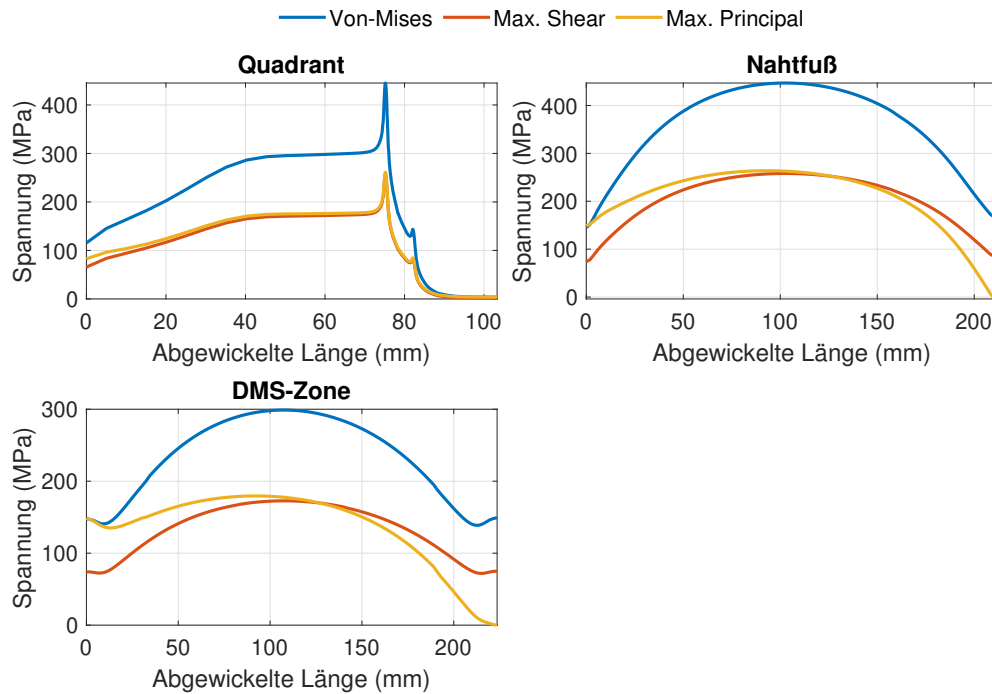 Von-Mises Max. Shear Max. Principal
Quadrant
Spannung (MPa)
400
300
200
100
0
0 20 40 60 80 100
Abgewickelte Länge (mm)
Nahtfuß
Spannung (MPa)
400
300
200
100
0
0 50 100 150 200
Abgewickelte Länge (mm)
DMS-Zone
Spannung (MPa)
300
200
100
0
0 50 100 150 200
Abgewickelte Länge (mm)